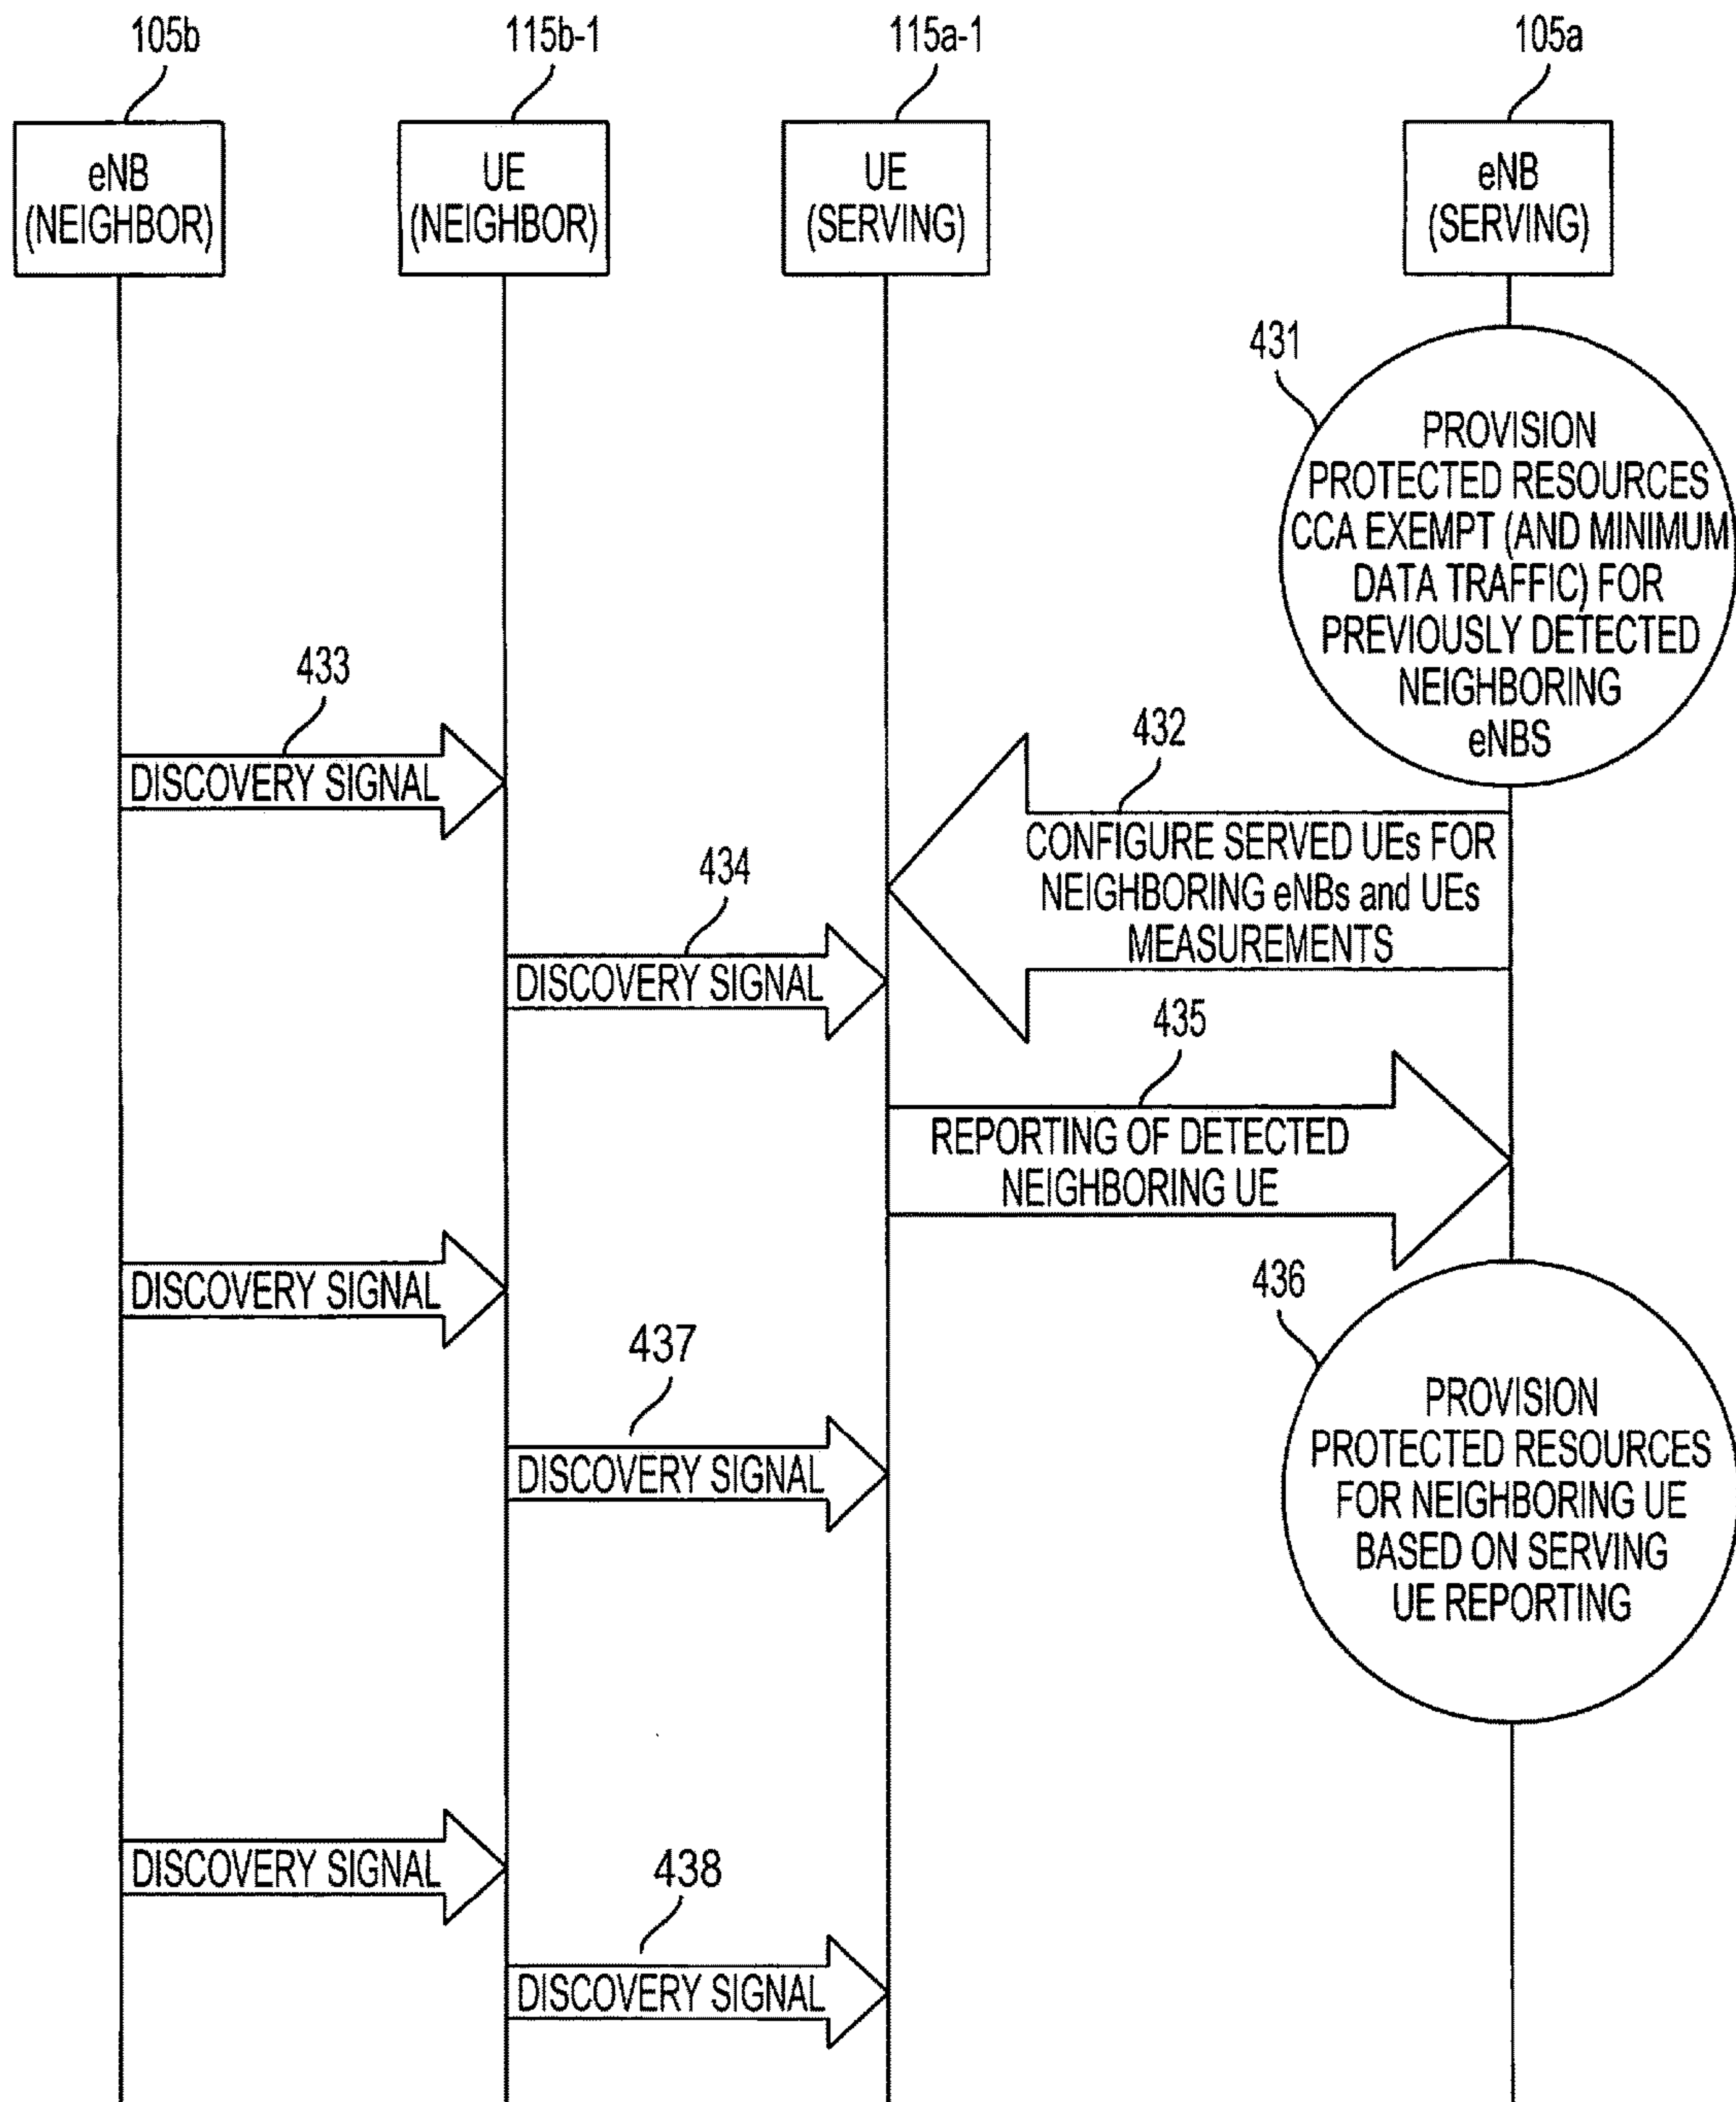 105b
115b-1
115a-1
105a
eNB
(NEIGHBOR)
UE
(NEIGHBOR)
UE
(SERVING)
eNB
(SERVING)
431
PROVISION
PROTECTED RESOURCES
CCA EXEMPT (AND MINIMUM
DATA TRAFFIC) FOR
PREVIOUSLY DETECTED
NEIGHBORING
eNBS
433
DISCOVERY SIGNAL
432
CONFIGURE SERVED UEs FOR
NEIGHBORING eNBs and UEs
MEASUREMENTS
434
DISCOVERY SIGNAL
435
REPORTING OF DETECTED
NEIGHBORING UE
DISCOVERY SIGNAL
436
PROVISION
PROTECTED RESOURCES
FOR NEIGHBORING UE
BASED ON SERVING
UE REPORTING
437
DISCOVERY SIGNAL
DISCOVERY SIGNAL
438
DISCOVERY SIGNAL